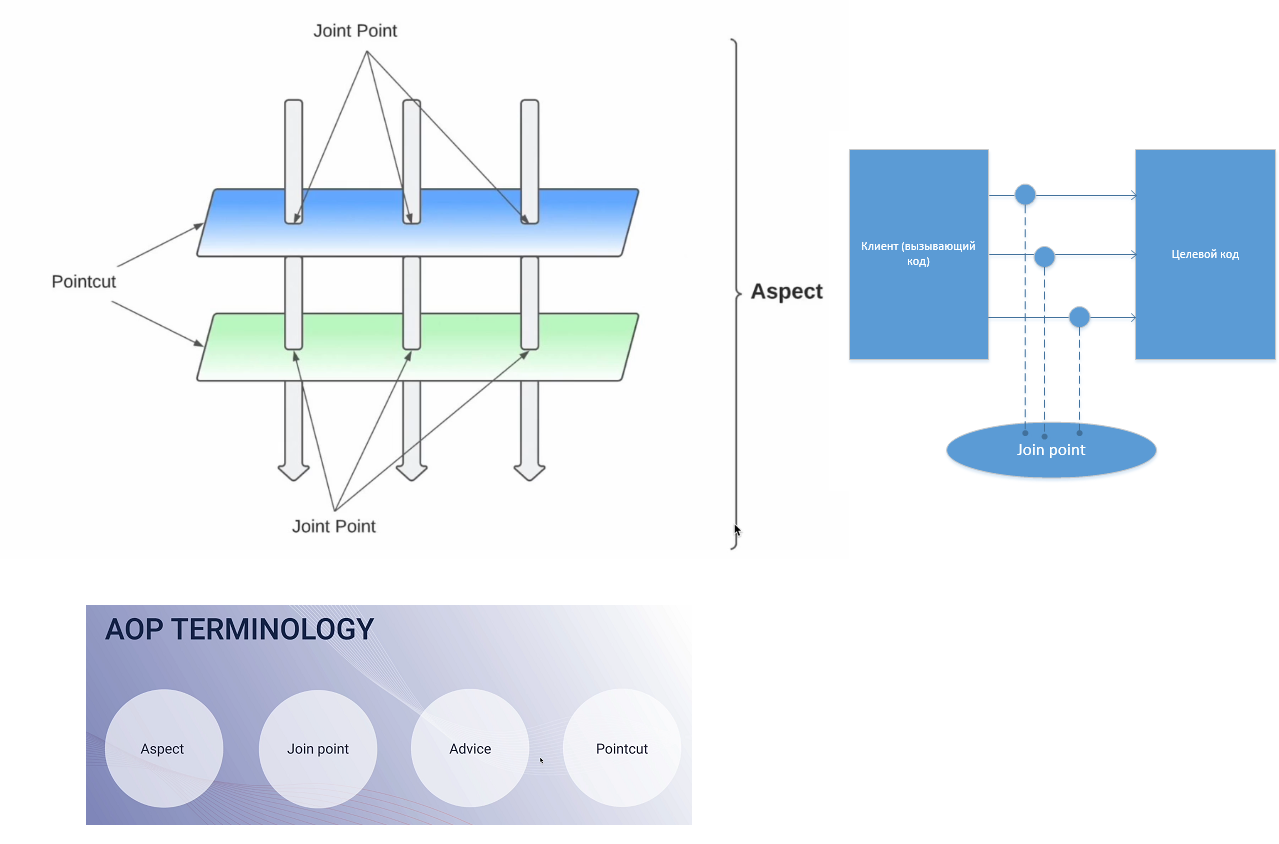 Joint Point
Pointcut
Aspect
Joint Point
Клиент (вызывающий
код)
Целевой код
Join point
AOP TERMINOLOGY
Aspect
Join point
Advice
Pointcut